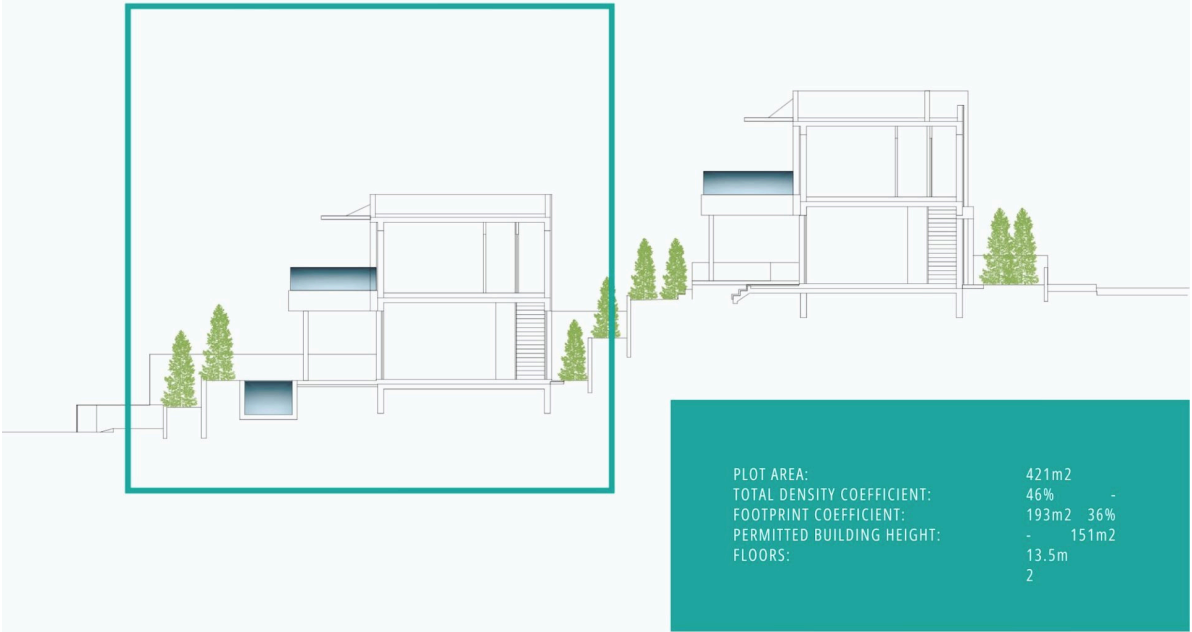 PLOT AREA: 421m2
TOTAL DENSITY COEFFICIENT: 46% -
FOOTPRINT COEFFICIENT: 193m2 36%
PERMITTED BUILDING HEIGHT: - 151m2
FLOORS: 13.5m
2